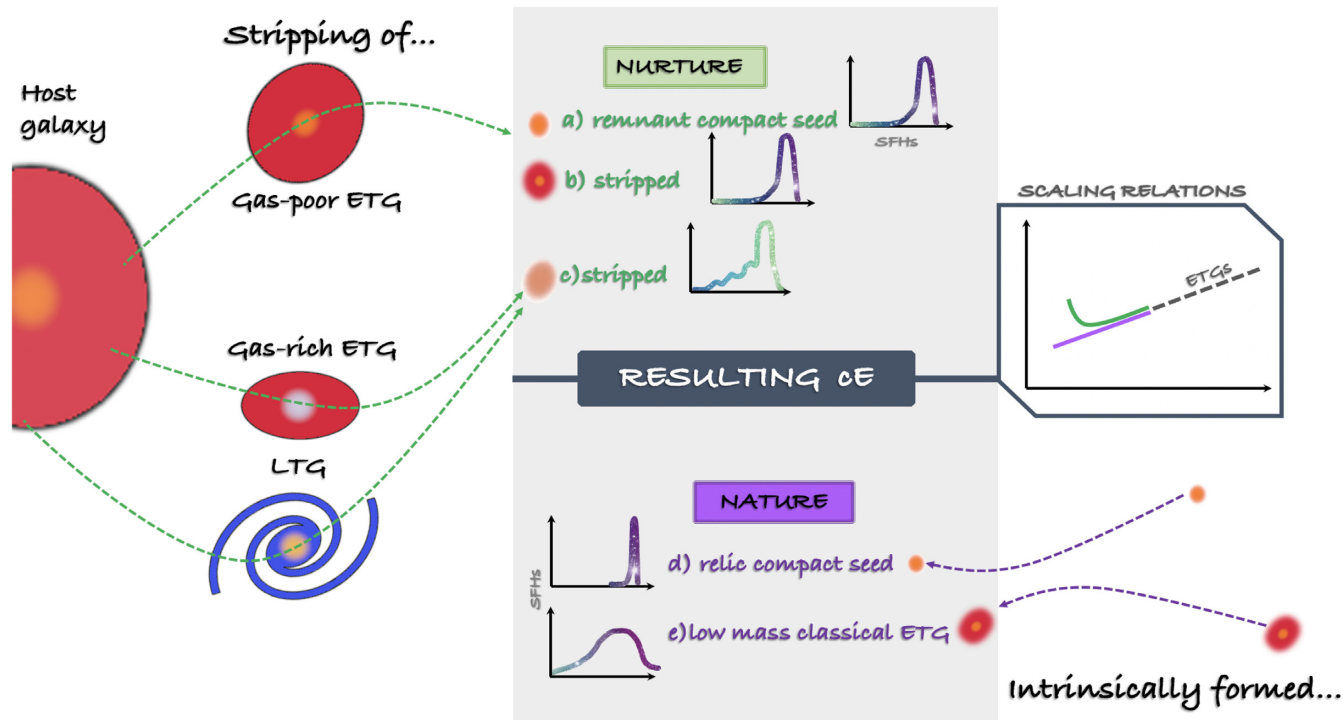 Stripping of...
Host
galaxy
Gas-poor ETG
Gas-rich ETG
LTG
NURTURE
a) remnant compact seed
SFHs
b) stripped
c)stripped
RESULTING cE
SCALING RELATIONS
ETGs
NATURE
d) relic compact seed
SFHs
e)low mass classical ETG
Intrinsically formed...